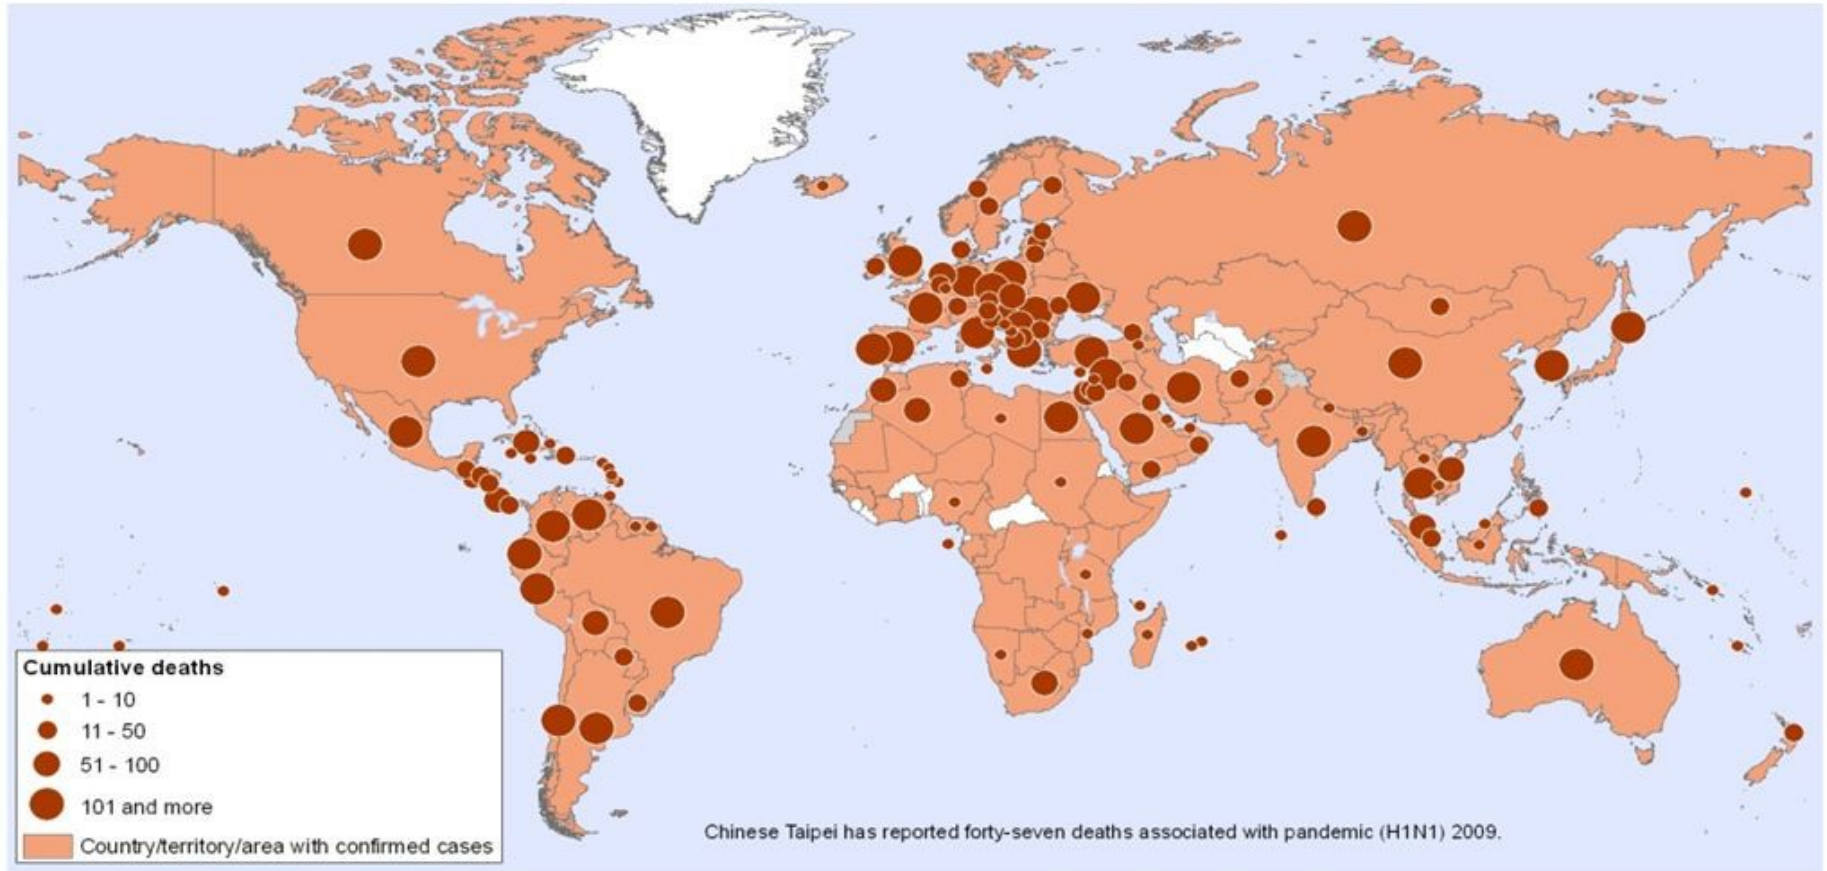 Cumulative deaths
1 - 10
11 - 50
51 - 100
101 and more
Country/territory/area with confirmed cases
Chinese Taipei has reported forty-seven deaths associated with pandemic (H1N1) 2009.